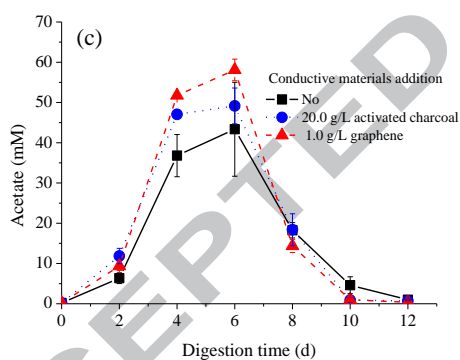 (c)
Conductive materials addition
No
20.0 g/L activated charcoal
1.0 g/L graphene
Acetate (mM)
70
60
50
40
30
20
10
0
0 2 4 6 8 10 12
Digestion time (d)
EPTED